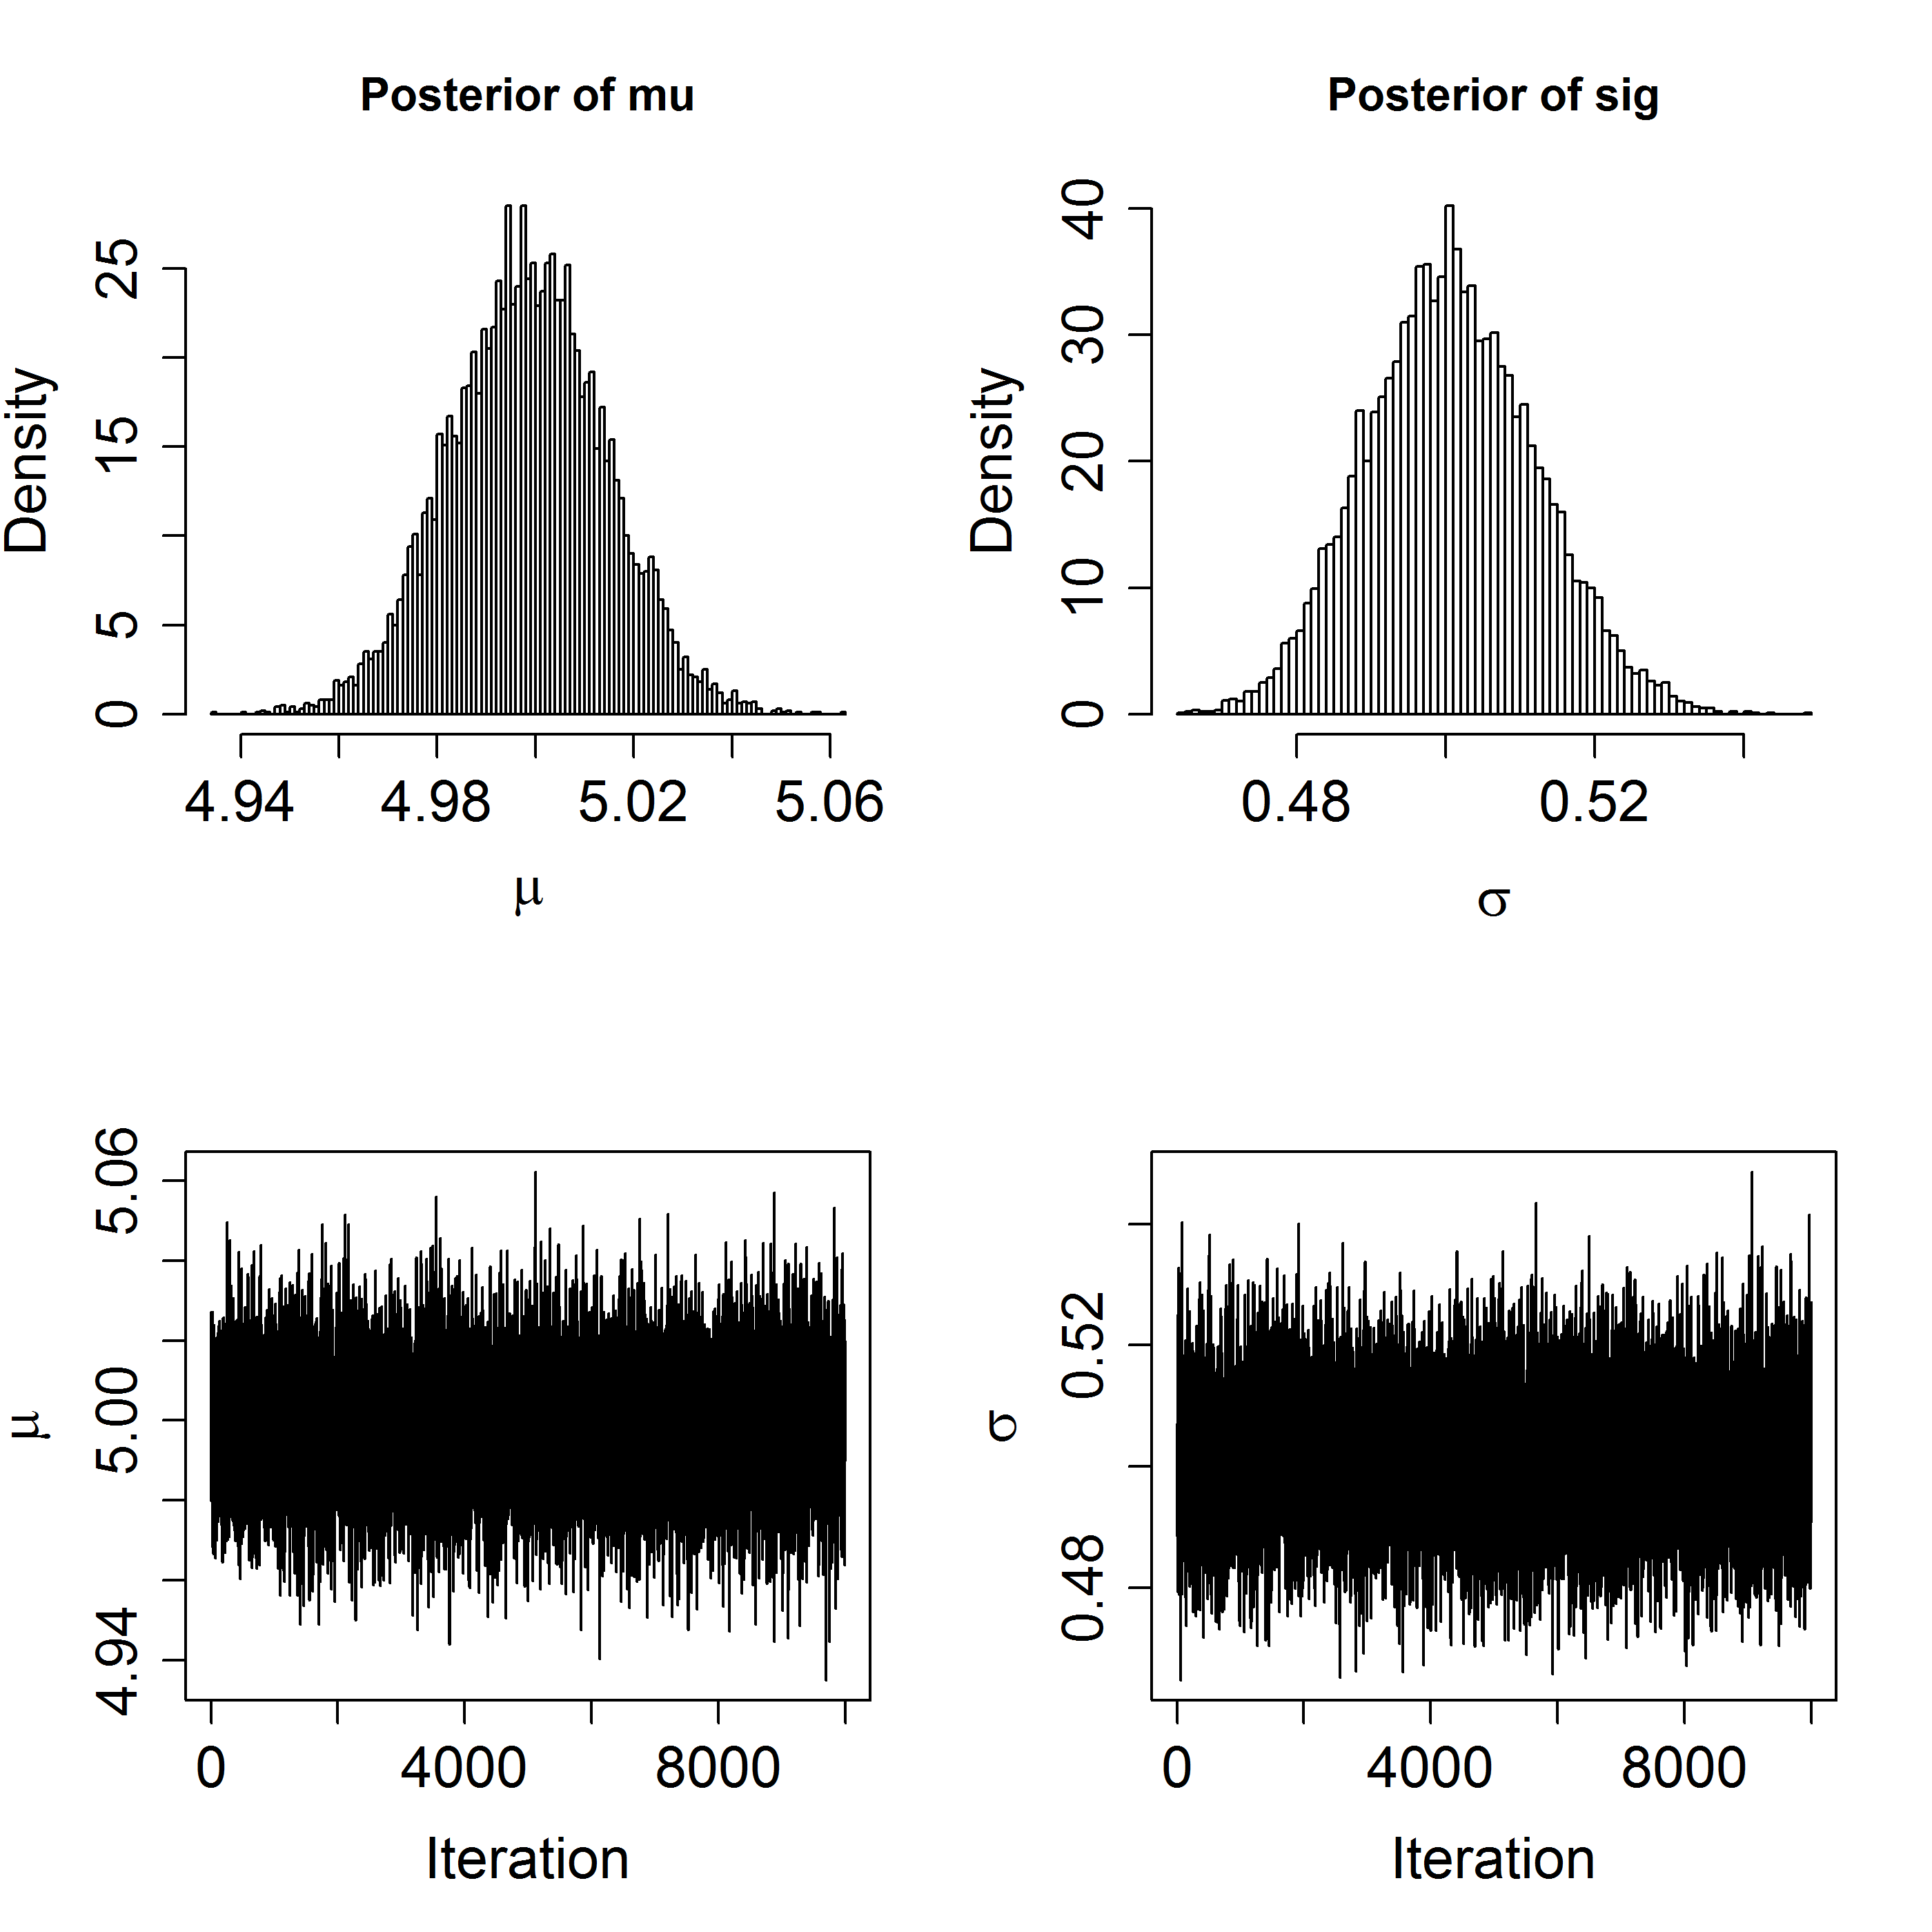 Posterior of mu
Density
0 5 15 25
4.94 4.98 5.02 5.06
μ
Posterior of sig
Density
0 10 20 30 40
0.48 0.52
σ
μ
4.94 5.00 5.06
0 4000 8000
Iteration
σ
0.48 0.52
0 4000 8000
Iteration